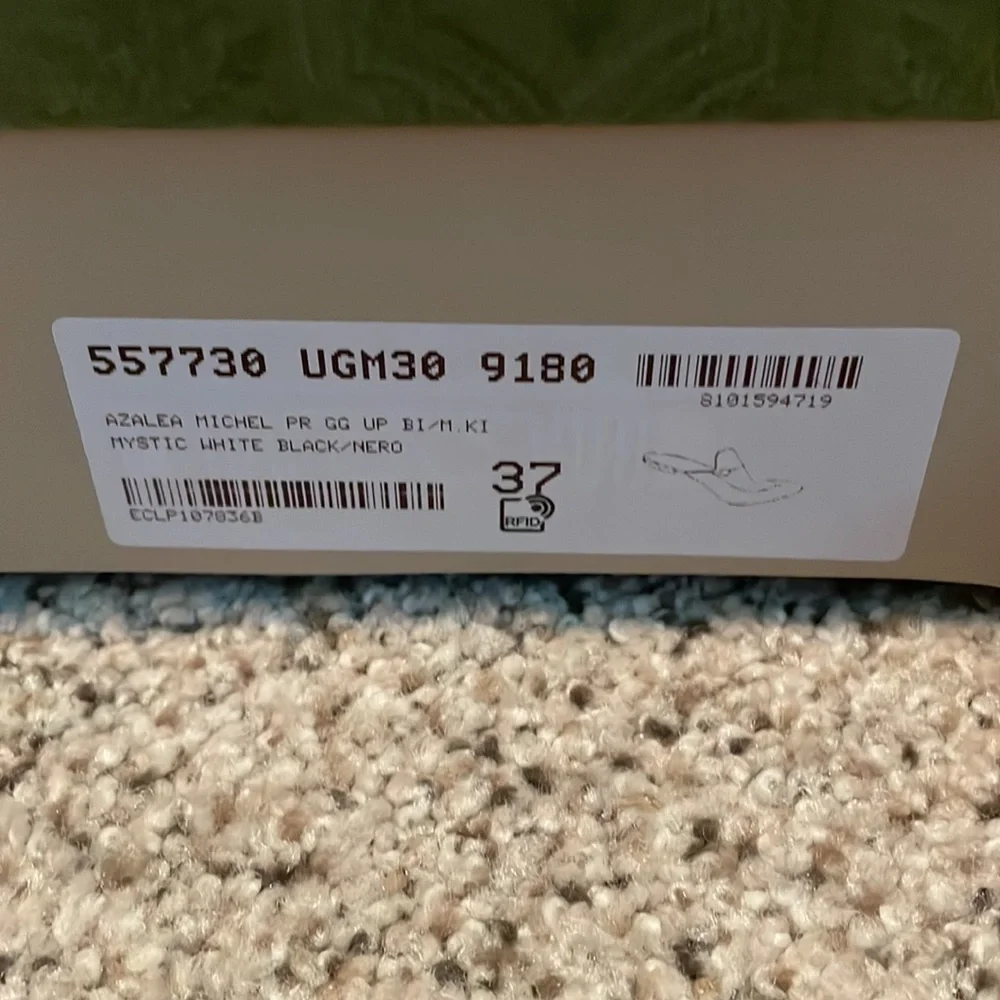 557730 UGM30 9180
8101594719
AZALEA MICHEL PR GG UP BI/M.KI
MYSTIC WHITE BLACK/NERO
37
RFID
ECLP107836B